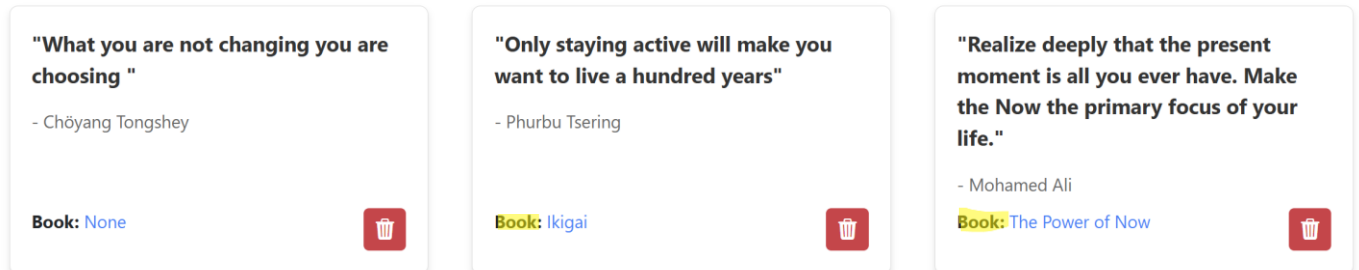 "What you are not changing you are
choosing "
- Chöyang Tongshey
Book: None
"Only staying active will make you
want to live a hundred years"
- Phurbu Tsering
Book: Ikigai
"Realize deeply that the present
moment is all you ever have. Make
the Now the primary focus of your
life."
- Mohamed Ali
Book: The Power of Now